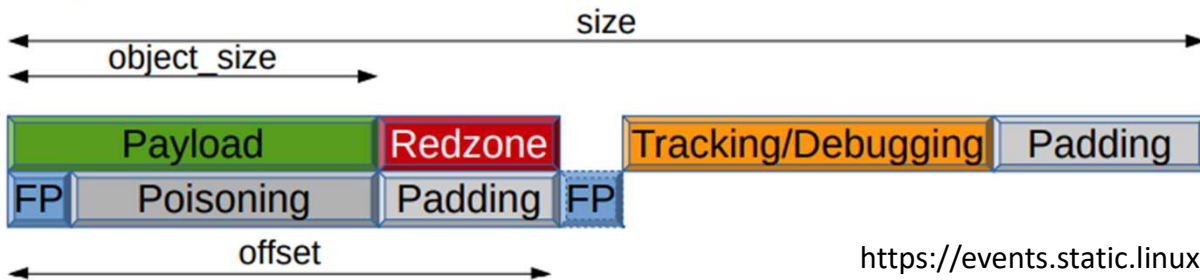 size
object_size
Payload Redzone Tracking/Debugging Padding
FP Poisoning Padding FP
offset
https://events.static.linux